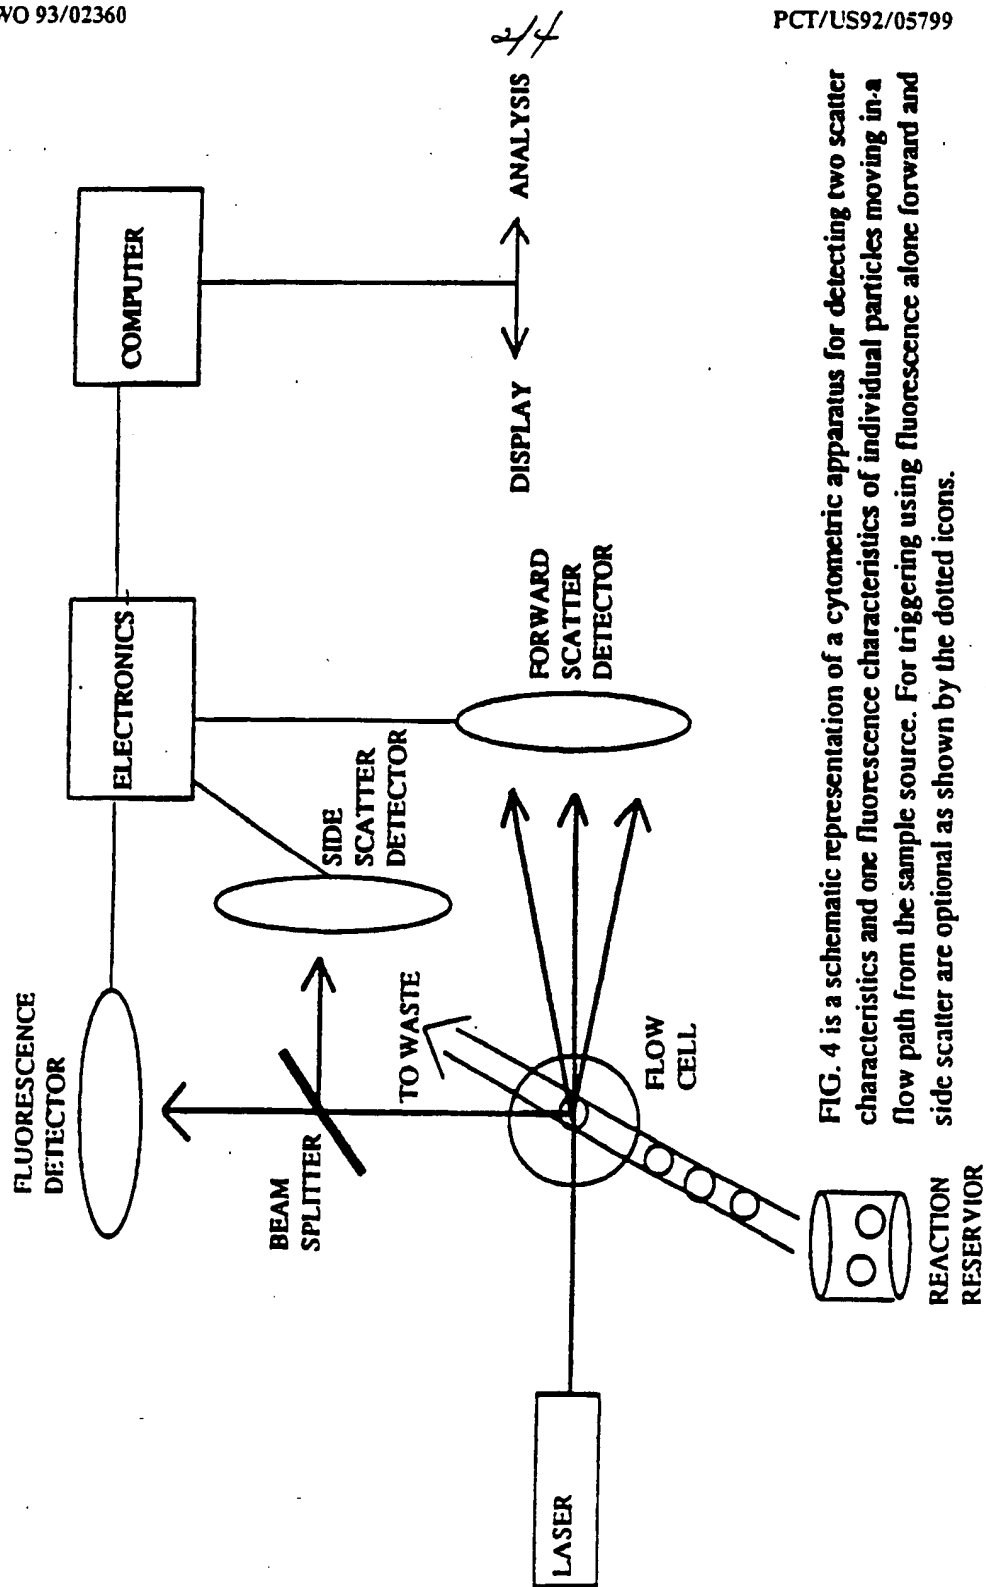 WO 93/02360
PCT/US92/05799
2/4
FLUORESCENCE
DETECTOR
ELECTRONICS
COMPUTER
BEAM
SPLITTER
SIDE
SCATTER
DETECTOR
TO WASTE
FORWARD
SCATTER
DETECTOR
DISPLAY
ANALYSIS
LASER
FLOW
CELL
REACTION
RESERVIOR
FIG. 4 is a schematic representation of a cytometric apparatus for detecting two scatter
characteristics and one fluorescence characteristics of individual particles moving in-a
flow path from the sample source. For triggering using fluorescence alone forward and
side scatter are optional as shown by the dotted icons.